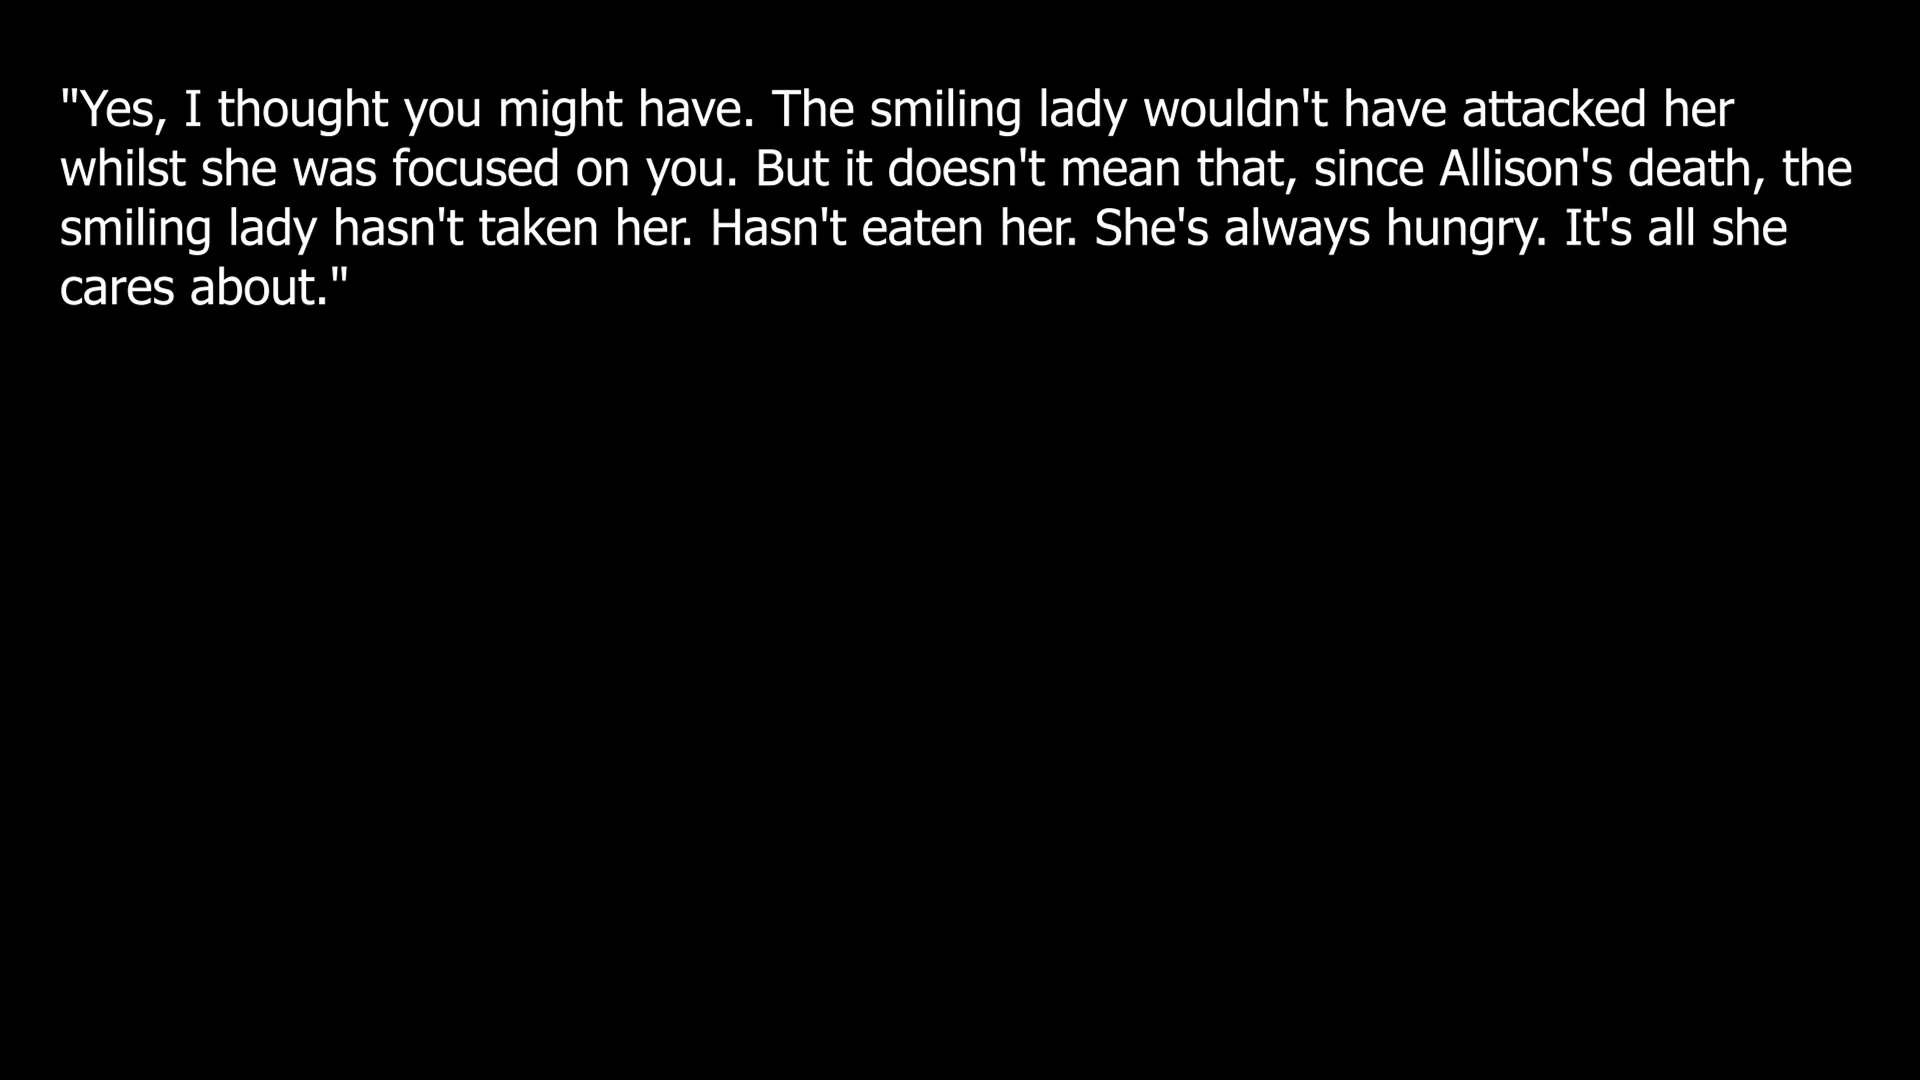 "Yes, I thought you might have. The smiling lady wouldn't have attacked her
whilst she was focused on you. But it doesn't mean that, since Allison's death, the
smiling lady hasn't taken her. Hasn't eaten her. She's always hungry. It's all she
cares about."